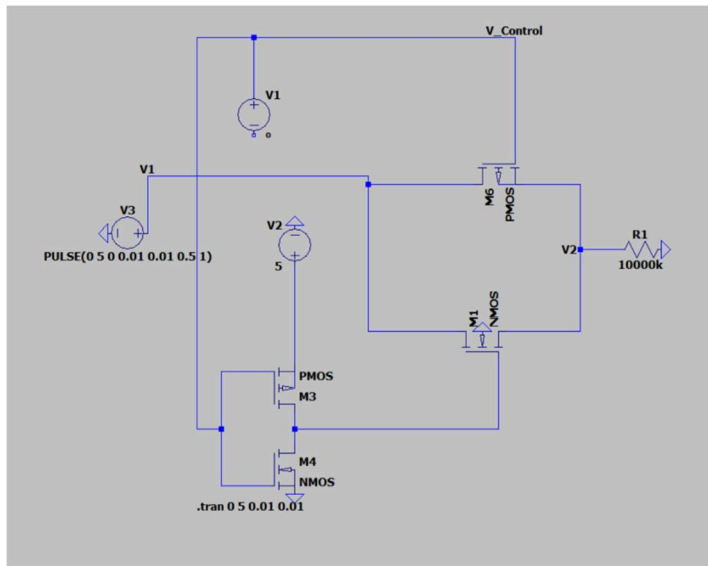 V_Control
V1
o
V1
V3
PULSE(0 5 0 0.01 0.01 0.5 1)
V2
5
M6
PMOS
R1
V2
10000k
M1
NMOS
PMOS
M3
M4
NMOS
.tran 0 5 0.01 0.01